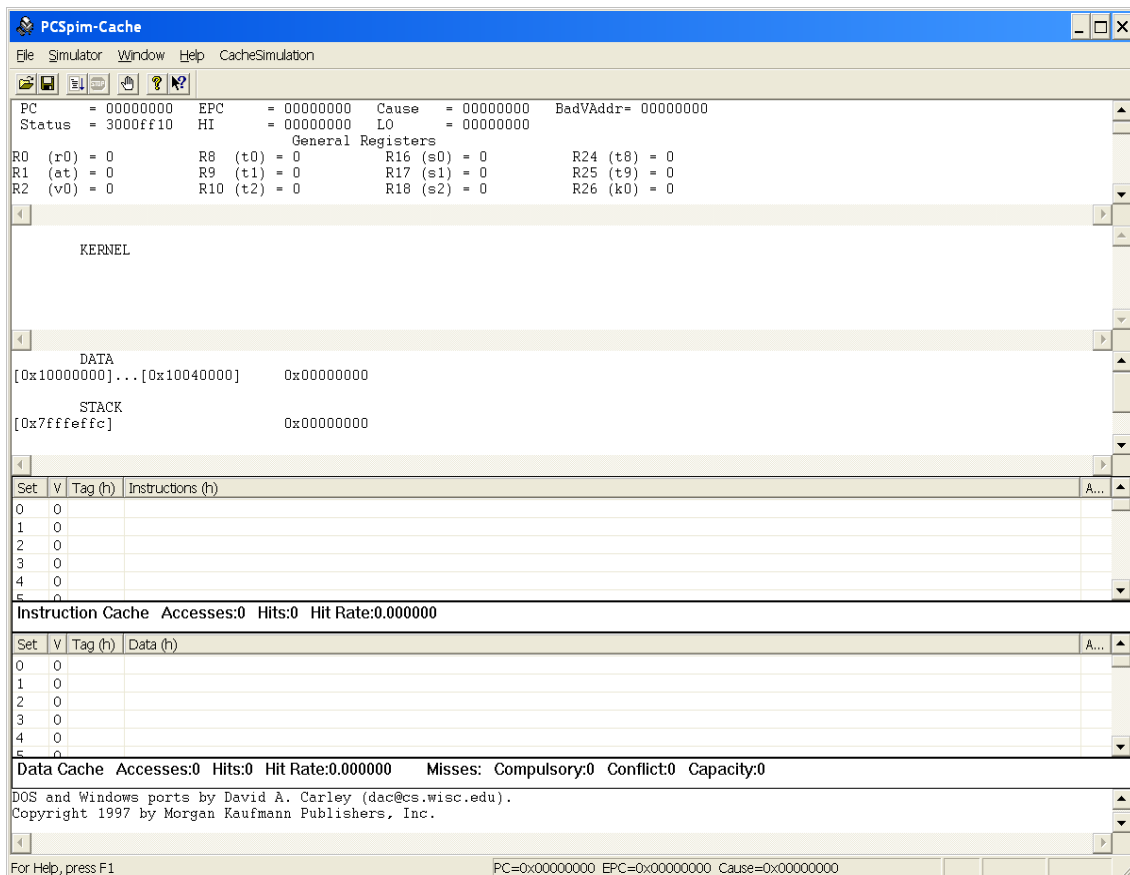 PCSpim-Cache
File Simulator Window Help CacheSimulation
PC = 00000000 EPC = 00000000 Cause = 00000000 BadVAddr= 00000000
Status = 3000ff10 HI = 00000000 LO = 00000000
General Registers
R0 (r0) = 0 R8 (t0) = 0 R16 (s0) = 0 R24 (t8) = 0
R1 (at) = 0 R9 (t1) = 0 R17 (s1) = 0 R25 (t9) = 0
R2 (v0) = 0 R10 (t2) = 0 R18 (s2) = 0 R26 (k0) = 0
KERNEL
DATA
[0x10000000]...[0x10040000] 0x00000000
STACK
[0x7fffeffc] 0x00000000
Set V Tag (h) Instructions (h) A...
0 0
1 0
2 0
3 0
4 0
5 0
Instruction Cache Accesses:0 Hits:0 Hit Rate:0.000000
Set V Tag (h) Data (h) A...
0 0
1 0
2 0
3 0
4 0
5 0
Data Cache Accesses:0 Hits:0 Hit Rate:0.000000 Misses: Compulsory:0 Conflict:0 Capacity:0
DOS and Windows ports by David A. Carley (dac@cs.wisc.edu).
Copyright 1997 by Morgan Kaufmann Publishers, Inc.
For Help, press F1 PC=0x00000000 EPC=0x00000000 Cause=0x00000000